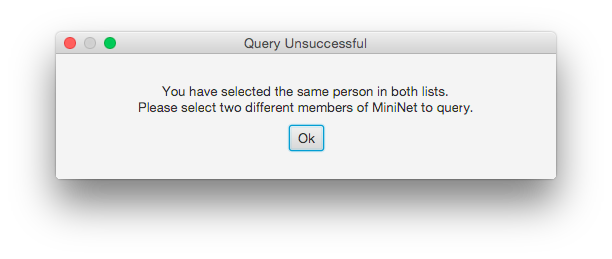 Query Unsuccessful
You have selected the same person in both lists.
Please select two different members of MiniNet to query.
Ok